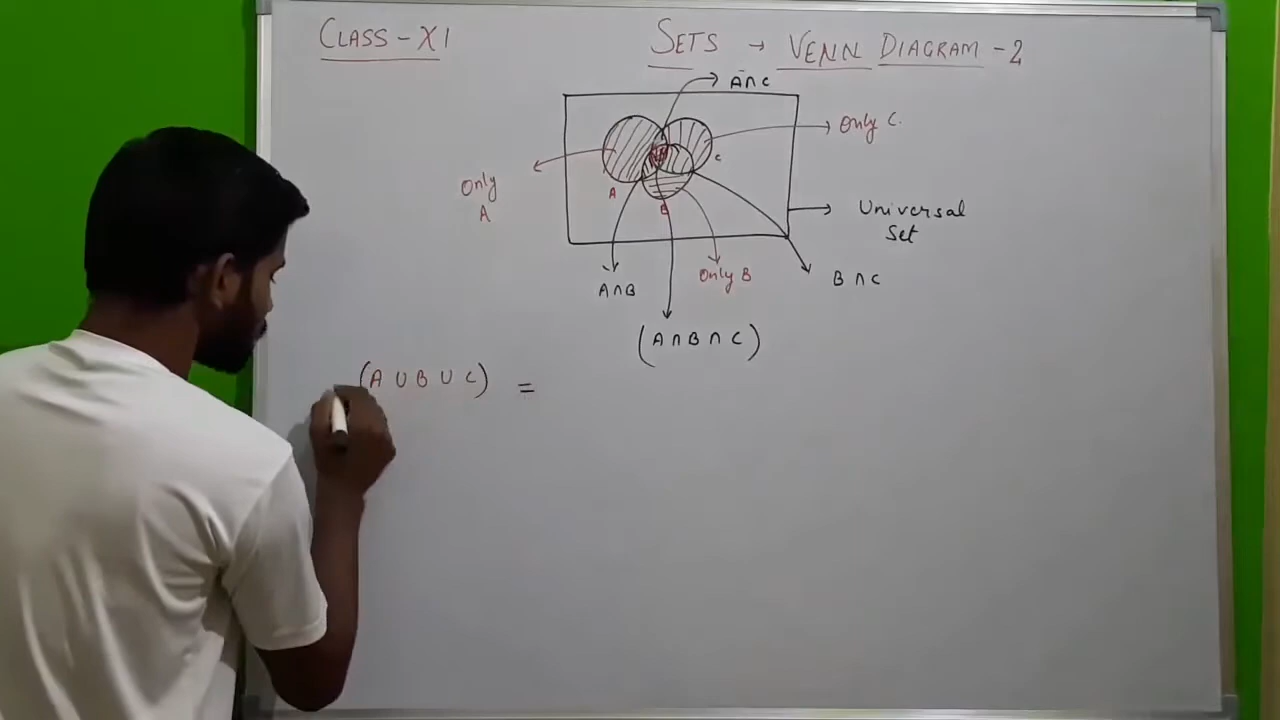 CLASS - XI
SETS → VENN DIAGRAM - 2
A∩C
Only C.
Only
A
A
B
C
Universal
Set
A∩B
Only B
B ∩ C
(A ∩ B ∩ C)
(A ∪ B ∪ C) =